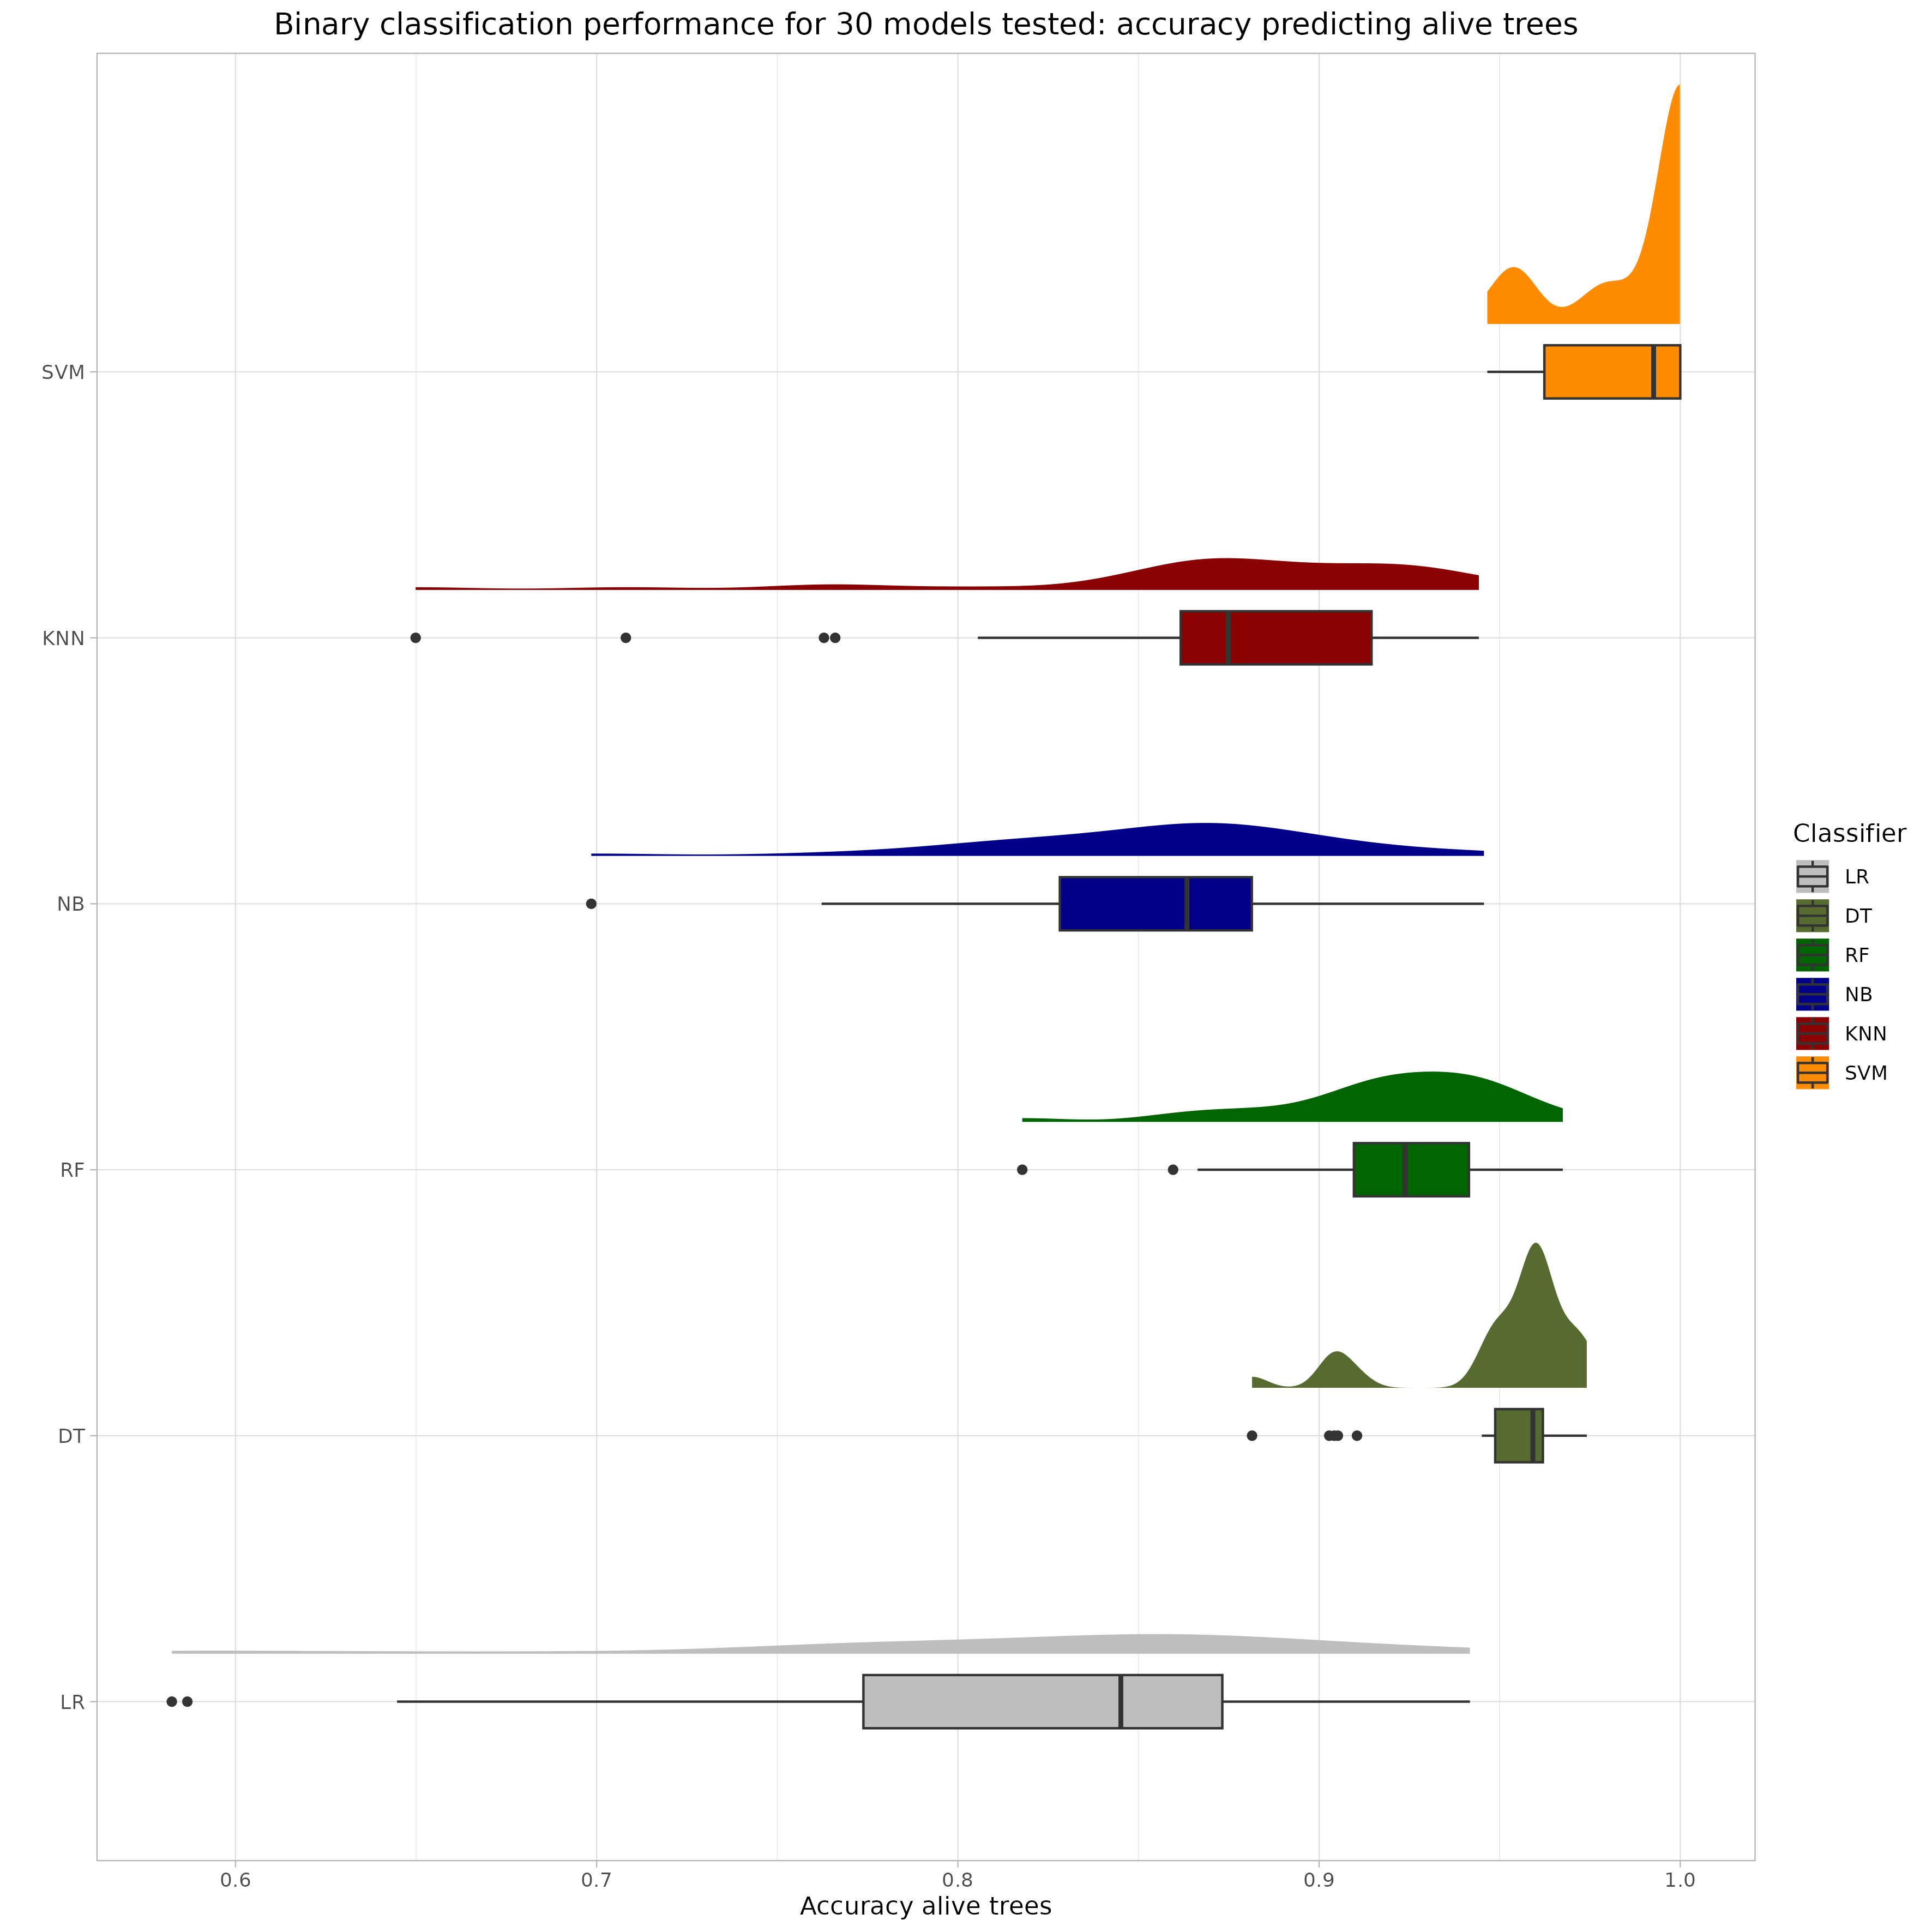 Binary classification performance for 30 models tested: accuracy predicting alive trees
SVM
KNN
NB
RF
DT
LR
0.6 0.7 0.8 0.9 1.0
Accuracy alive trees
Classifier
LR
DT
RF
NB
KNN
SVM